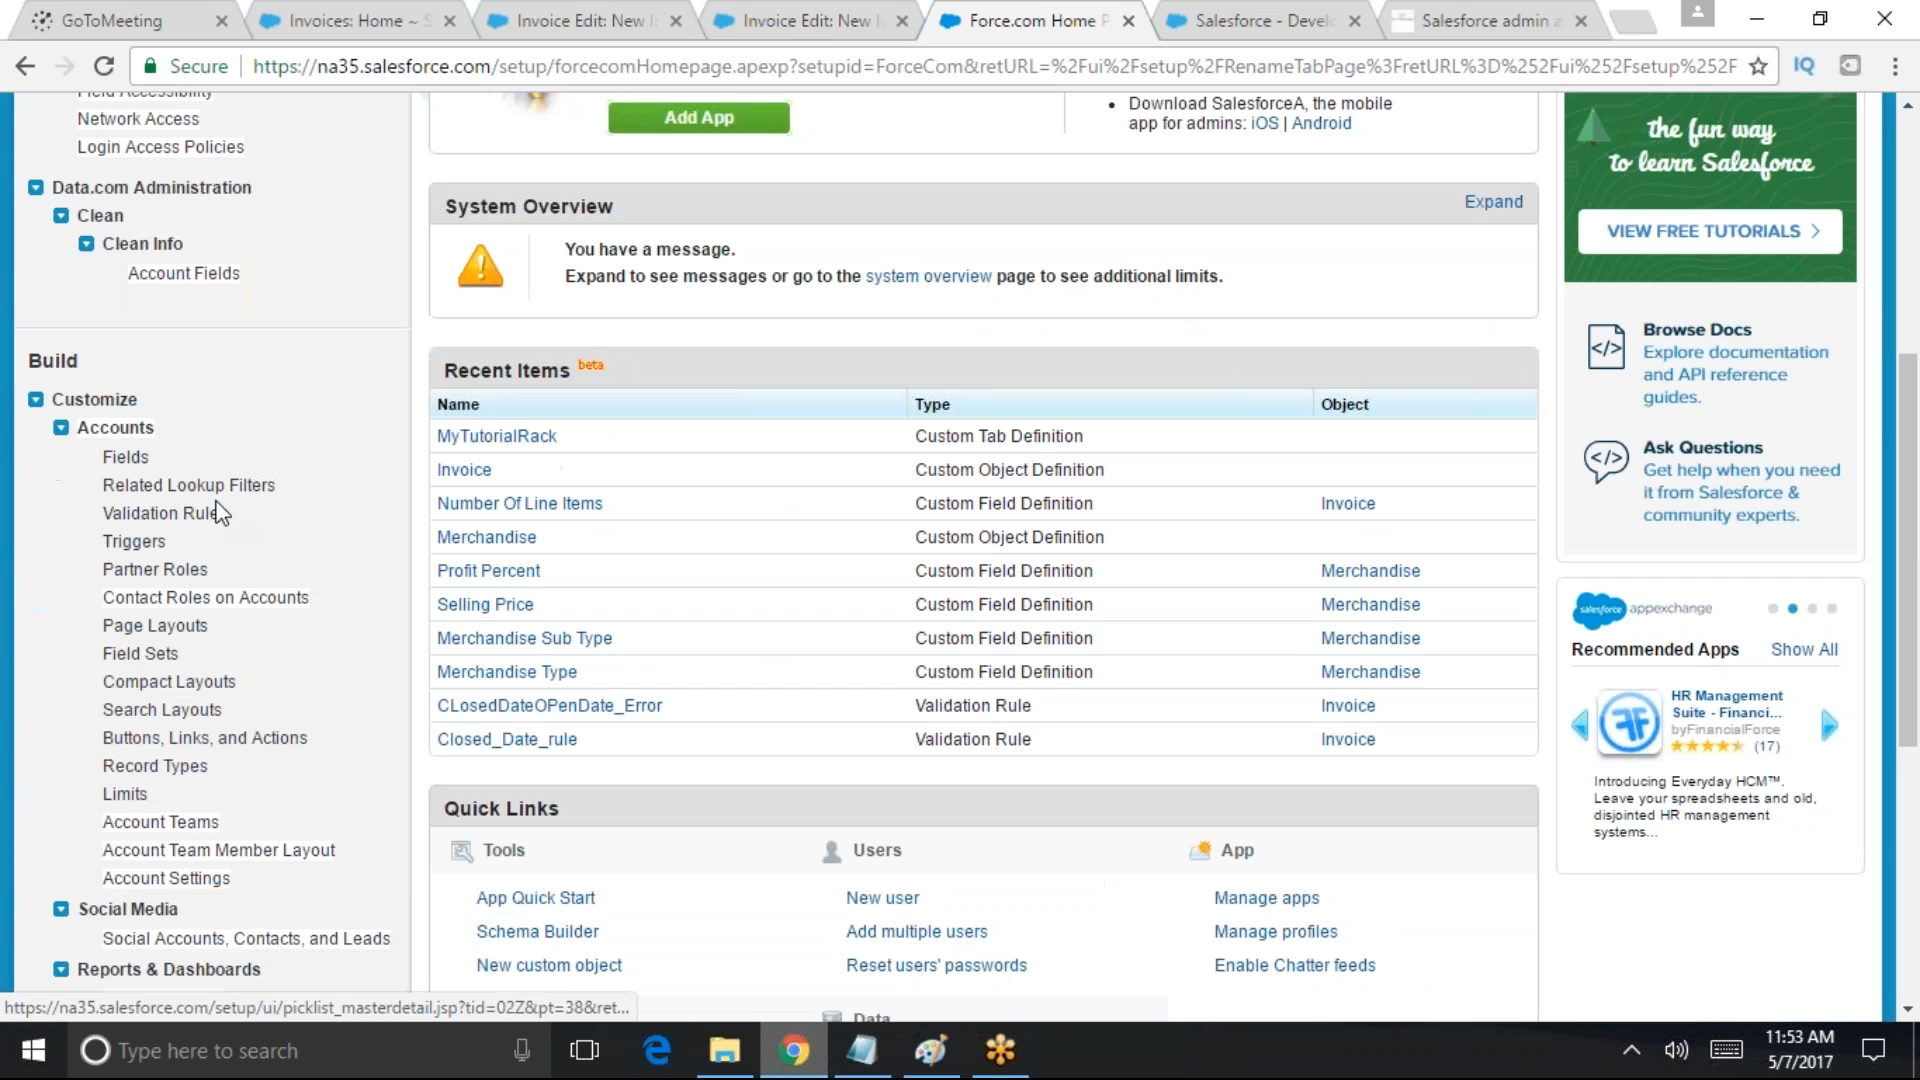 GoToMeeting
Invoices: Home ~ S
Invoice Edit: New I
Invoice Edit: New I
Force.com Home P
Salesforce - Devel
Salesforce admin a
Secure
https://na35.salesforce.com/setup/forcecomHomepage.apexp?setupid=ForceCom&retURL=%2Fui%2Fsetup%2FRenameTabPage%3FretURL%3D%252Fui%252Fsetup%252F
IQ
Field Accessibility
Network Access
Login Access Policies
Data.com Administration
Clean
Clean Info
Account Fields
Build
Customize
Accounts
Fields
Related Lookup Filters
Validation Rule
Triggers
Partner Roles
Contact Roles on Accounts
Page Layouts
Field Sets
Compact Layouts
Search Layouts
Buttons, Links, and Actions
Record Types
Limits
Account Teams
Account Team Member Layout
Account Settings
Social Media
Social Accounts, Contacts, and Leads
Reports & Dashboards
Add App
• Download SalesforceA, the mobile
app for admins: iOS | Android
System Overview
Expand
You have a message.
Expand to see messages or go to the system overview page to see additional limits.
Recent Items beta
Name Type Object
MyTutorialRack Custom Tab Definition
Invoice Custom Object Definition
Number Of Line Items Custom Field Definition Invoice
Merchandise Custom Object Definition
Profit Percent Custom Field Definition Merchandise
Selling Price Custom Field Definition Merchandise
Merchandise Sub Type Custom Field Definition Merchandise
Merchandise Type Custom Field Definition Merchandise
CLosedDateOPenDate_Error Validation Rule Invoice
Closed_Date_rule Validation Rule Invoice
Quick Links
Tools Users App
App Quick Start New user Manage apps
Schema Builder Add multiple users Manage profiles
New custom object Reset users' passwords Enable Chatter feeds
Data
the fun way
to learn Salesforce
VIEW FREE TUTORIALS >
</>
Browse Docs
Explore documentation
and API reference
guides.
</>
Ask Questions
Get help when you need
it from Salesforce &
community experts.
salesforce appexchange
Recommended Apps Show All
HR Management
Suite - Financi...
byFinancialForce
(17)
Introducing Everyday HCM™.
Leave your spreadsheets and old,
disjointed HR management
systems...
https://na35.salesforce.com/setup/ui/picklist_masterdetail.jsp?tid=02Z&pt=38&ret...
Type here to search
11:53 AM
5/7/2017